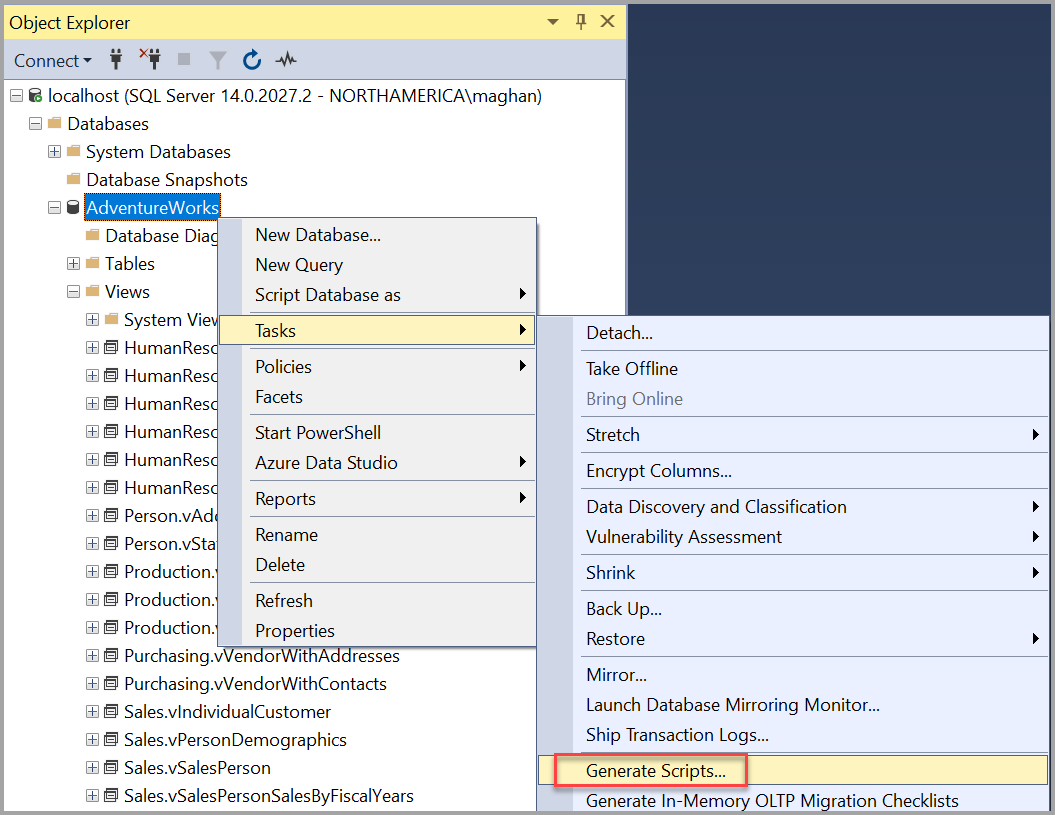 Object Explorer
Connect
localhost (SQL Server 14.0.2027.2 - NORTHAMERICA\maghan)
Databases
System Databases
Database Snapshots
AdventureWorks
Database Diag
Tables
Views
System View
HumanReso
HumanReso
HumanReso
HumanReso
HumanReso
HumanReso
Person.vAdd
Person.vStat
Production.v
Production.v
Production.v
Purchasing.vVendorWithAddresses
Purchasing.vVendorWithContacts
Sales.vIndividualCustomer
Sales.vPersonDemographics
Sales.vSalesPerson
Sales.vSalesPersonSalesByFiscalYears
New Database...
New Query
Script Database as
Tasks
Policies
Facets
Start PowerShell
Azure Data Studio
Reports
Rename
Delete
Refresh
Properties
Detach...
Take Offline
Bring Online
Stretch
Encrypt Columns...
Data Discovery and Classification
Vulnerability Assessment
Shrink
Back Up...
Restore
Mirror...
Launch Database Mirroring Monitor...
Ship Transaction Logs...
Generate Scripts...
Generate In-Memory OLTP Migration Checklists